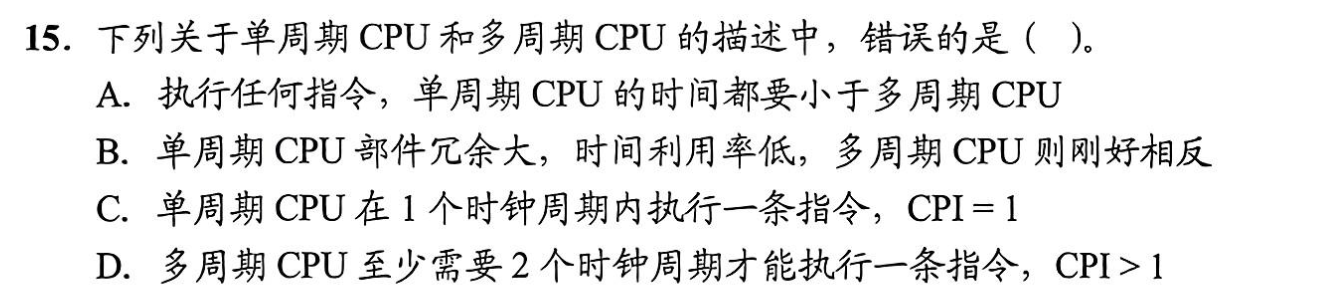 15. 下列关于单周期 CPU 和多周期 CPU 的描述中，错误的是（ ）。
A. 执行任何指令，单周期 CPU 的时间都要小于多周期 CPU
B. 单周期 CPU 部件冗余大，时间利用率低，多周期 CPU 则刚好相反
C. 单周期 CPU 在 1 个时钟周期内执行一条指令，CPI = 1
D. 多周期 CPU 至少需要 2 个时钟周期才能执行一条指令，CPI > 1